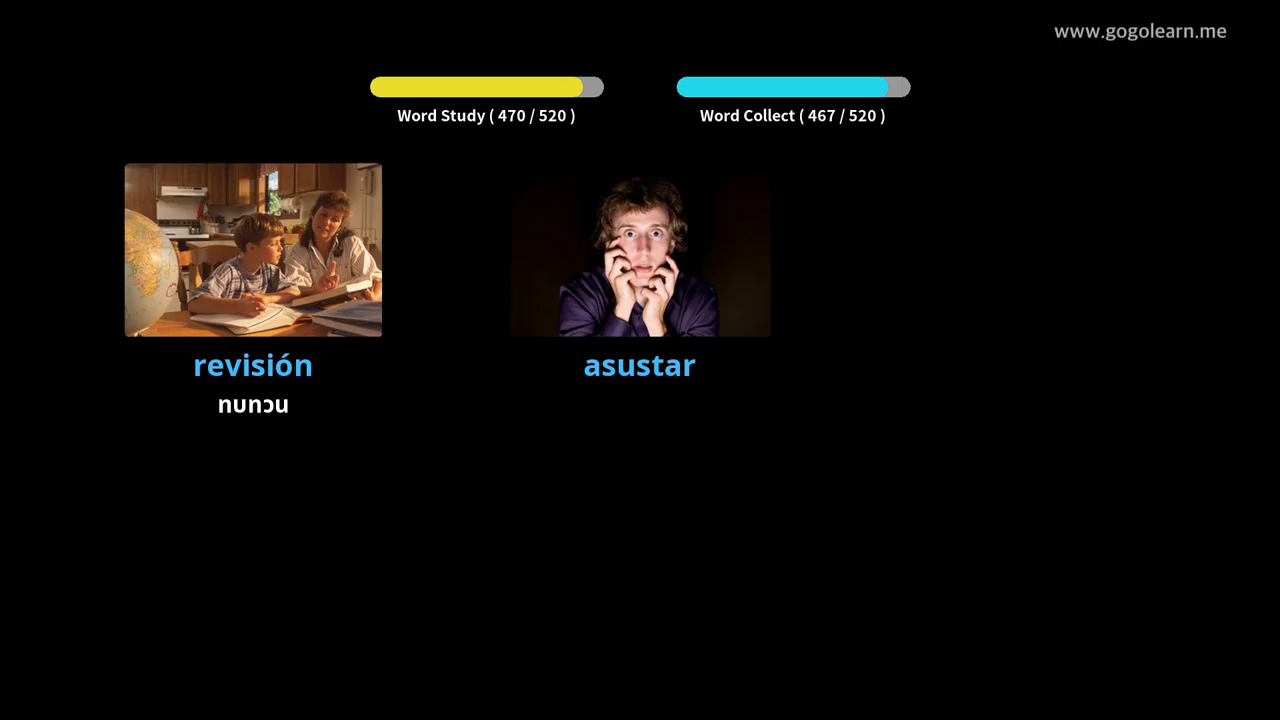 www.gogolearn.me
Word Study ( 470 / 520 )
Word Collect ( 467 / 520 )
revisión
asustar
ทบทวน